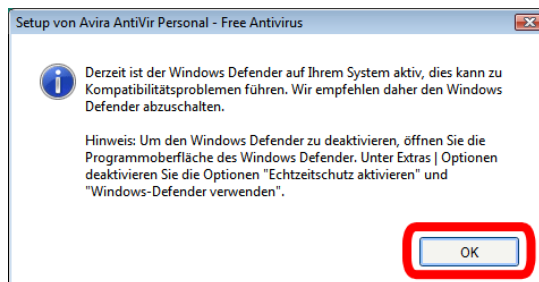 Setup von Avira AntiVir Personal - Free Antivirus
Derzeit ist der Windows Defender auf Ihrem System aktiv, dies kann zu
Kompatibilitätsproblemen führen. Wir empfehlen daher den Windows
Defender abzuschalten.
Hinweis: Um den Windows Defender zu deaktivieren, öffnen Sie die
Programmoberfläche des Windows Defender. Unter Extras | Optionen
deaktivieren Sie die Optionen "Echtzeitschutz aktivieren" und
"Windows-Defender verwenden".
OK